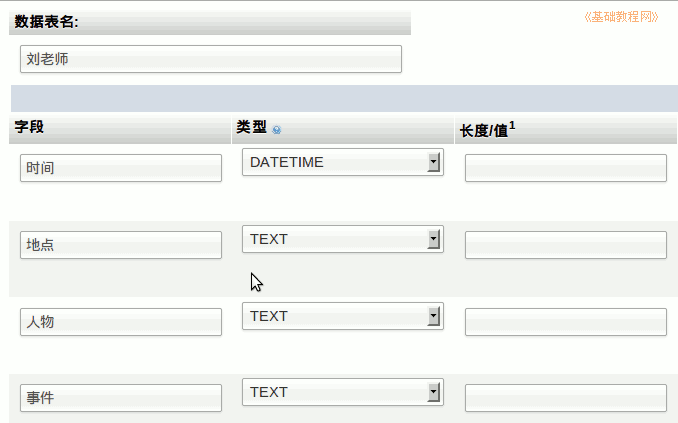 《基础教程网》
数据表名:
刘老师
字段 类型 长度/值1
时间 DATETIME
地点 TEXT
人物 TEXT
事件 TEXT